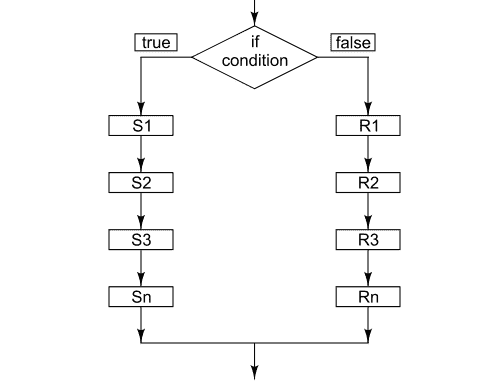 true
if
condition
false
S1
R1
S2
R2
S3
R3
Sn
Rn